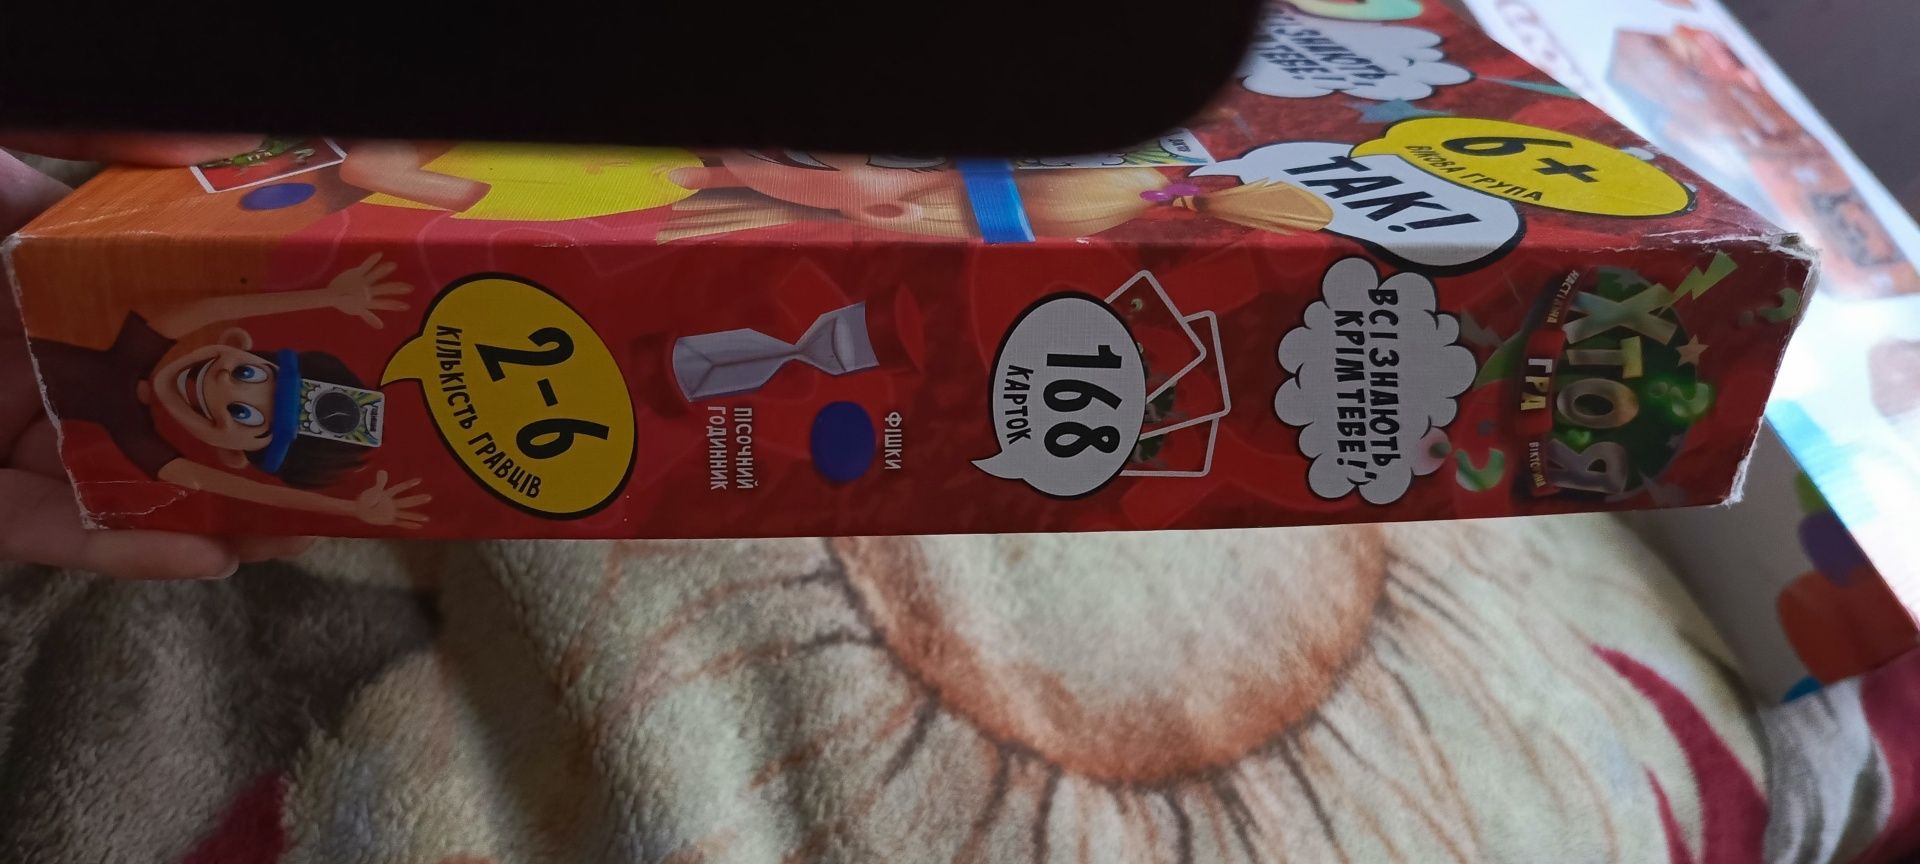 6+
ВІКОВА ГРУПА
ТАК!
НАСТІЛЬНА
ХТО Я
ГРА
ВІКТОРИНА
ВСІ ЗНАЮТЬ,
КРІМ ТЕБЕ!
168
КАРТОК
ФІШКИ
ПІСОЧНИЙ
ГОДИННИК
2-6
КІЛЬКІСТЬ ГРАВЦІВ